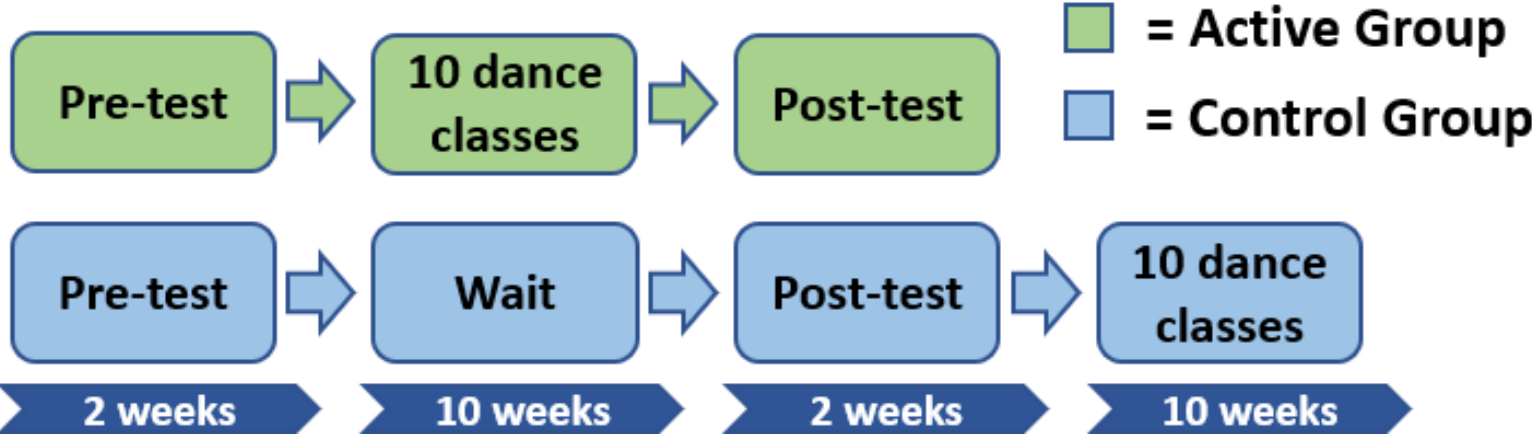 = Active Group
= Control Group
Pre-test
10 dance
classes
Post-test
Pre-test
Wait
Post-test
10 dance
classes
2 weeks
10 weeks
2 weeks
10 weeks